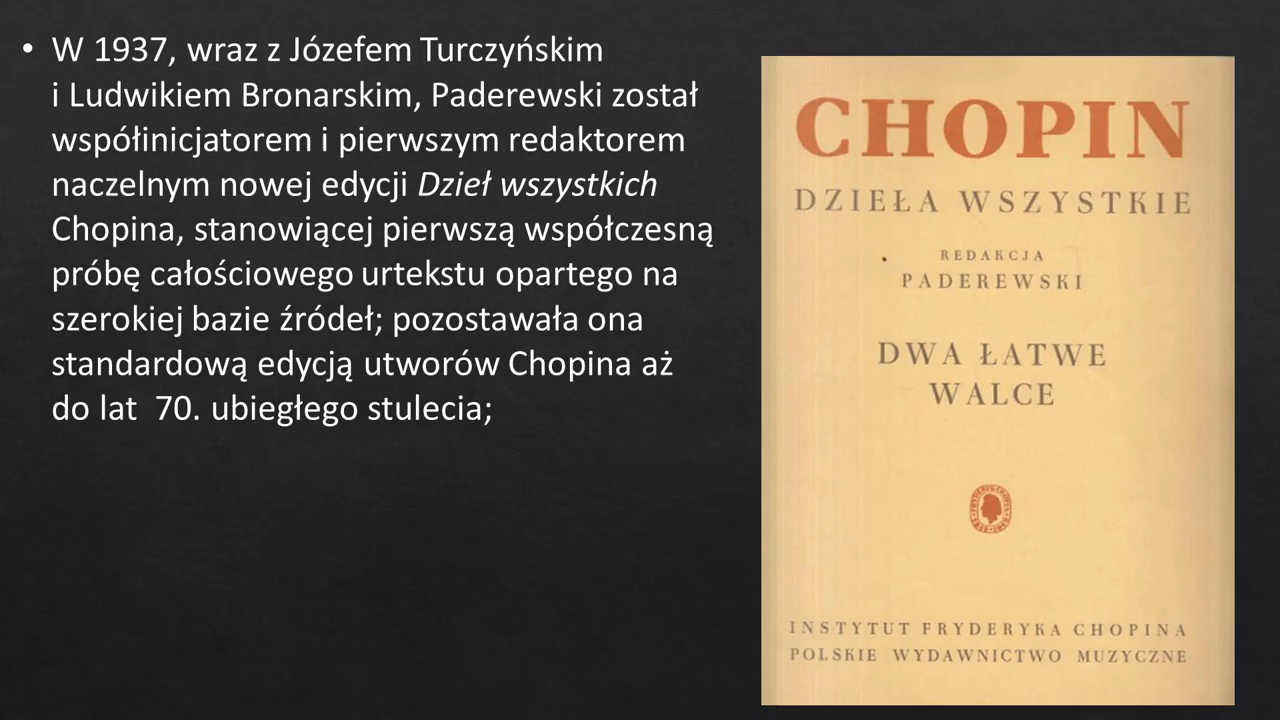 • W 1937, wraz z Józefem Turczyńskim
i Ludwikiem Bronarskim, Paderewski został
współinicjatorem i pierwszym redaktorem
naczelnym nowej edycji Dzieł wszystkich
Chopina, stanowiącej pierwszą współczesną
próbę całościowego urtekstu opartego na
szerokiej bazie źródeł; pozostawała ona
standardową edycją utworów Chopina aż
do lat  70. ubiegłego stulecia;
CHOPIN
DZIEŁA WSZYSTKIE
REDAKCJA
PADEREWSKI
DWA ŁATWE
WALCE
INSTYTUT FRYDERYKA CHOPINA
POLSKIE WYDAWNICTWO MUZYCZNE